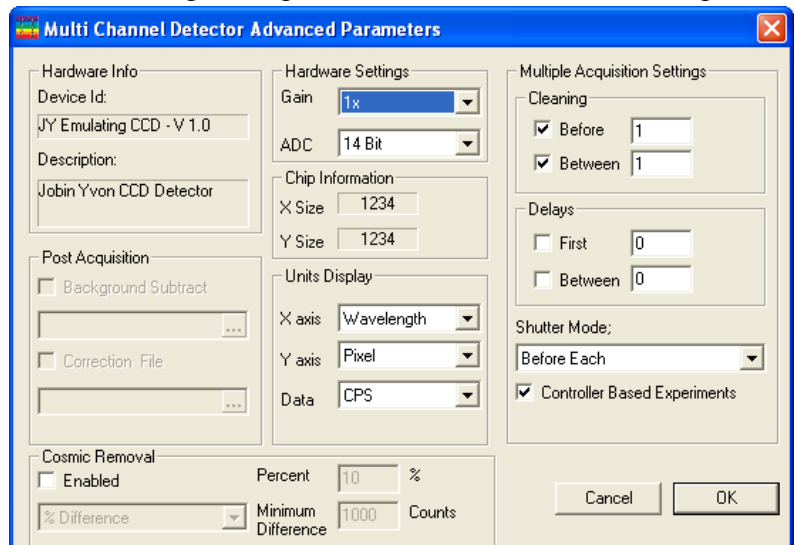 Multi Channel Detector Advanced Parameters
Hardware Info
Device Id:
JY Emulating CCD - V 1.0
Description:
Jobin Yvon CCD Detector
Post Acquisition
Background Subtract
...
Correction File
...
Hardware Settings
Gain 1x
ADC 14 Bit
Chip Information
X Size 1234
Y Size 1234
Units Display
X axis Wavelength
Y axis Pixel
Data CPS
Multiple Acquisition Settings
Cleaning
Before 1
Between 1
Delays
First 0
Between 0
Shutter Mode;
Before Each
Controller Based Experiments
Cosmic Removal
Enabled
% Difference
Percent 10 %
Minimum Difference 1000 Counts
Cancel
OK